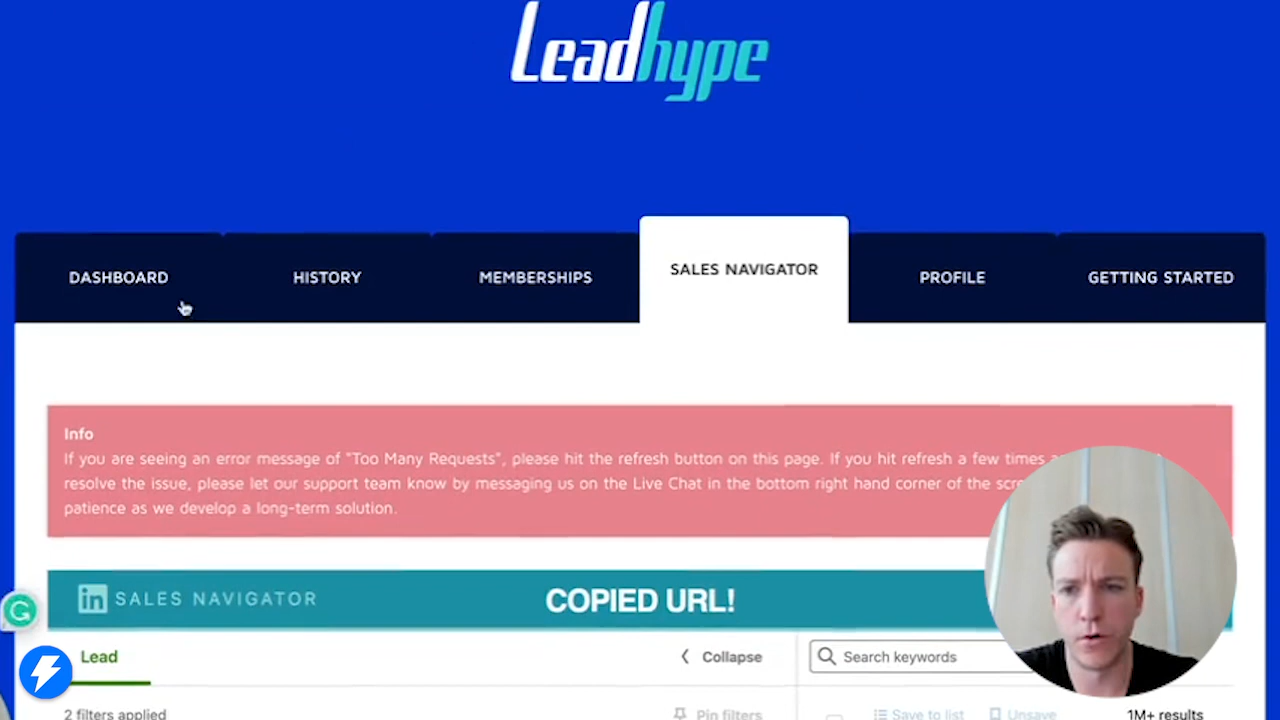 Leadhype
DASHBOARD HISTORY MEMBERSHIPS SALES NAVIGATOR PROFILE GETTING STARTED
Info
If you are seeing an error message of "Too Many Requests", please hit the refresh button on this page. If you hit refresh a few times
resolve the issue, please let our support team know by messaging us on the Live Chat in the bottom right hand corner of the
patience as we develop a long-term solution.
in SALES NAVIGATOR COPIED URL!
Lead Collapse Search keywords
2 filters applied Pin filters Save to list Unsave 1M+ results